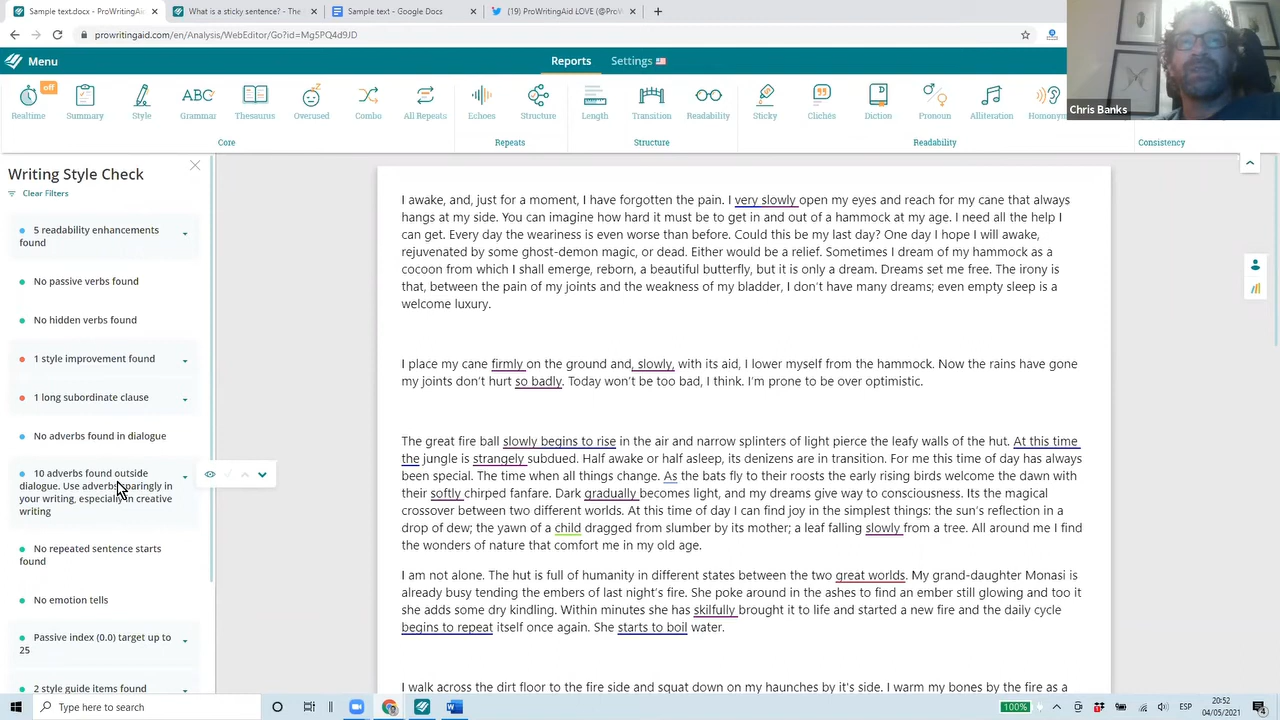 Sample text.docx - ProWritingAid
What is a sticky sentence? - The
Sample text - Google Docs
(19) ProWritingAid LOVE (@ProW
prowritingaid.com/en/Analysis/WebEditor/Go?id=Mg5PQ4d9JD
Menu
Reports
Settings
off
Realtime
Summary
Style
ABC
Grammar
Thesaurus
Overused
Combo
All Repeats
Echoes
Structure
Length
Transition
Readability
Sticky
Clichés
Diction
Pronoun
Alliteration
Homonym
Chris Banks
Core
Repeats
Structure
Readability
Consistency
Writing Style Check
Clear Filters
5 readability enhancements
found
No passive verbs found
No hidden verbs found
1 style improvement found
1 long subordinate clause
No adverbs found in dialogue
10 adverbs found outside
dialogue. Use adverbs sparingly in
your writing, especially in creative
writing
No repeated sentence starts
found
No emotion tells
Passive index (0.0) target up to
25
2 style guide items found
I awake, and, just for a moment, I have forgotten the pain. I very slowly open my eyes and reach for my cane that always
hangs at my side. You can imagine how hard it must be to get in and out of a hammock at my age. I need all the help I
can get. Every day the weariness is even worse than before. Could this be my last day? One day I hope I will awake,
rejuvenated by some ghost-demon magic, or dead. Either would be a relief. Sometimes I dream of my hammock as a
cocoon from which I shall emerge, reborn, a beautiful butterfly, but it is only a dream. Dreams set me free. The irony is
that, between the pain of my joints and the weakness of my bladder, I don't have many dreams; even empty sleep is a
welcome luxury.
I place my cane firmly on the ground and, slowly, with its aid, I lower myself from the hammock. Now the rains have gone
my joints don't hurt so badly. Today won't be too bad, I think. I'm prone to be over optimistic.
The great fire ball slowly begins to rise in the air and narrow splinters of light pierce the leafy walls of the hut. At this time
the jungle is strangely subdued. Half awake or half asleep, its denizens are in transition. For me this time of day has always
been special. The time when all things change. As the bats fly to their roosts the early rising birds welcome the dawn with
their softly chirped fanfare. Dark gradually becomes light, and my dreams give way to consciousness. Its the magical
crossover between two different worlds. At this time of day I can find joy in the simplest things: the sun's reflection in a
drop of dew; the yawn of a child dragged from slumber by its mother; a leaf falling slowly from a tree. All around me I find
the wonders of nature that comfort me in my old age.
I am not alone. The hut is full of humanity in different states between the two great worlds. My grand-daughter Monasi is
already busy tending the embers of last night's fire. She poke around in the ashes to find an ember still glowing and too it
she adds some dry kindling. Within minutes she has skilfully brought it to life and started a new fire and the daily cycle
begins to repeat itself once again. She starts to boil water.
I walk across the dirt floor to the fire side and squat down on my haunches by it's side. I warm my bones by the fire as a
Type here to search
100%
ESP
20:52
04/05/2021